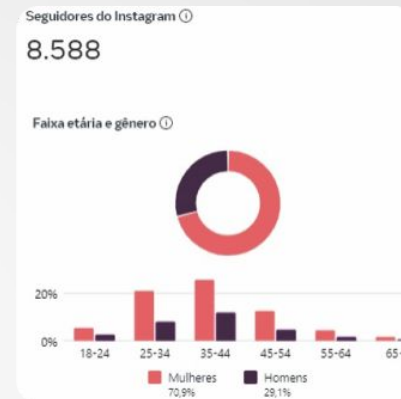 Seguidores do Instagram
8.588
Faixa etária e gênero
20%
0%
18-24 25-34 35-44 45-54 55-64 65-
Mulheres Homens
70,9% 29,1%